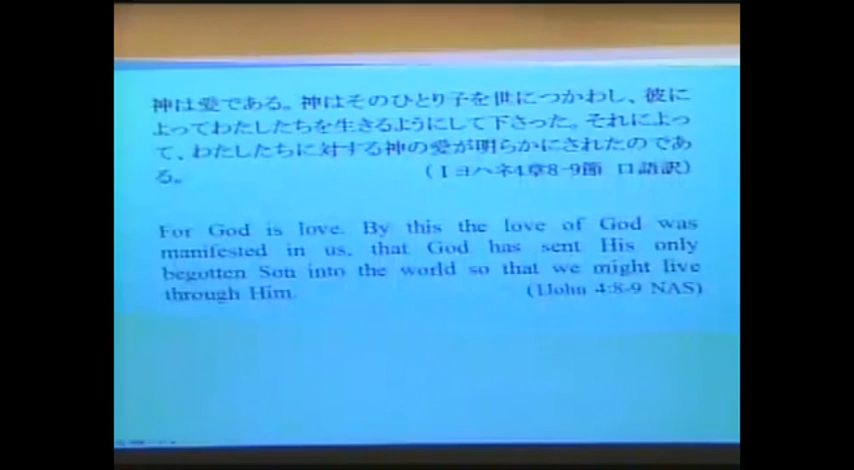 神は愛である。神はそのひとり子を世につかわし、彼に
よってわたしたちを生きるようにして下さった。それによっ
て、わたしたちに対する神の愛が明らかにされたのであ
る。 (Ⅰヨハネ4章8-9節 口語訳)
For God is love. By this the love of God was
manifested in us, that God has sent His only
begotten Son into the world so that we might live
through Him. (1John 4:8-9 NAS)